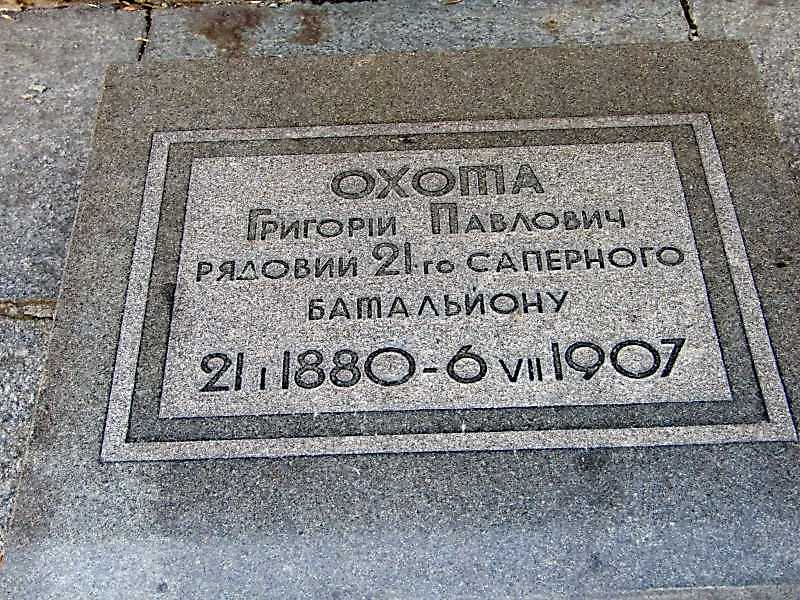 ОХОТА
Григорій Павлович
рядовий 21-го саперного
батальйону
21 I 1880 - 6 VII 1907